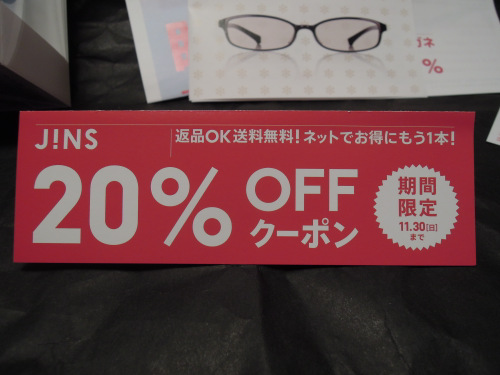 ネ
%
J!NS
返品OK送料無料!ネットでお得にもう1本!
20% OFF
クーポン
期間
限定
11.30[日]
まで